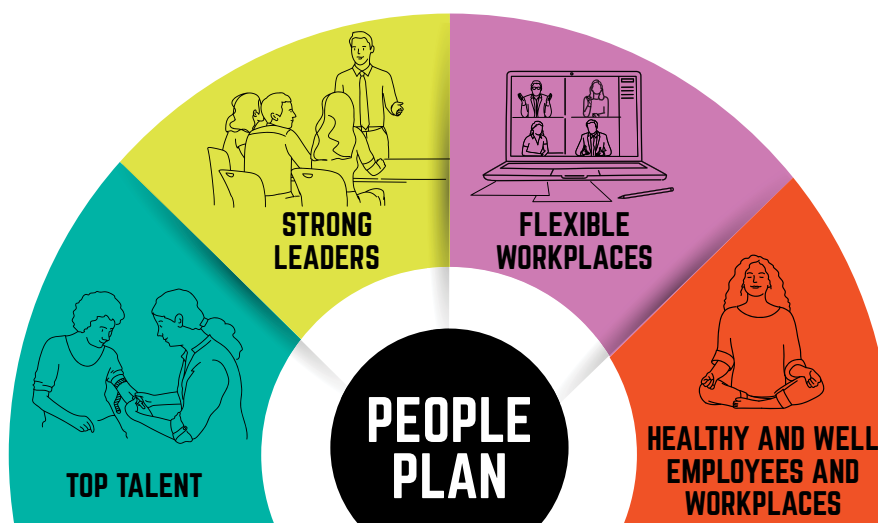 STRONG
LEADERS
FLEXIBLE
WORKPLACES
TOP TALENT
PEOPLE
PLAN
HEALTHY AND WELL
EMPLOYEES AND
WORKPLACES